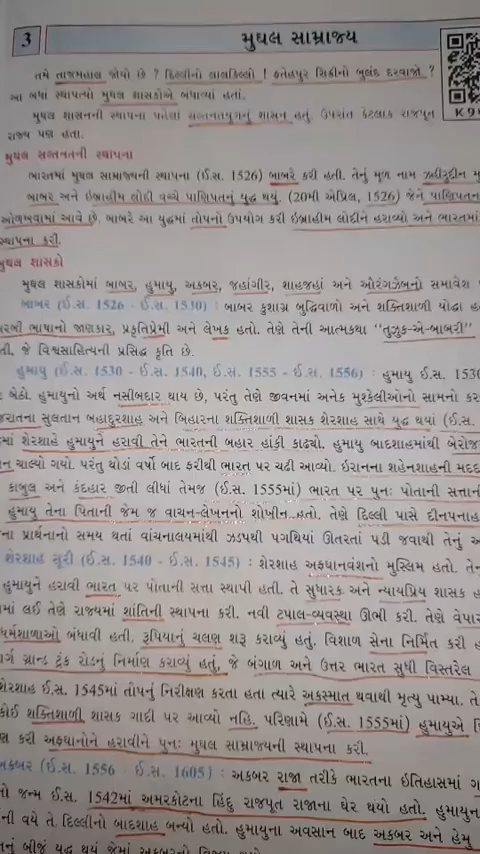 3
મુઘલ સામ્રાજ્ય
તમે તાજમહાલ જોયો છે ? દિલ્લીનો લાલકિલ્લો ! ફતેહપુર સિક્રીનો બુલંદ દરવાજો ?
આ બધાં સ્થાપત્યો મુઘલ શાસકોએ બંધાવ્યાં હતાં.
મુઘલ શાસનની સ્થાપના પહેલાં સલ્તનતયુગનું શાસન હતું. ઉપરાંત કેટલાક રાજપૂત
રાજ્ય પણ હતા.
મુઘલ સલ્તનતની સ્થાપના
ભારતમાં મુઘલ સામ્રાજ્યની સ્થાપના (ઈ.સ. 1526) બાબરે કરી હતી. તેનું મૂળ નામ ઝહીરુદ્દીન મુ
બાબર અને ઇબ્રાહીમ લોદી વચ્ચે પાણિપતનું યુદ્ધ થયું. (20મી એપ્રિલ, 1526) જેને પાણિપતન
ઓળખવામાં આવે છે. બાબરે આ યુદ્ધમાં તોપનો ઉપયોગ કરી ઇબ્રાહીમ લોદીને હરાવ્યો અને ભારતમાં
સ્થાપના કરી.
મુઘલ શાસકો
મુઘલ શાસકોમાં બાબર, હુમાયુ, અકબર, જહાંગીર, શાહજહાં અને ઔરંગઝેબનો સમાવેશ
બાબર (ઈ.સ. 1526 - ઈ.સ. 1530) : બાબર કુશાગ્ર બુદ્ધિવાળો અને શક્તિશાળી યોદ્ધા હ
રબી ભાષાનો જાણકાર, પ્રકૃતિપ્રેમી અને લેખક હતો. તેણે તેની આત્મકથા "તુઝુક-એ-બાબરી"
તી, જે વિશ્વસાહિત્યની પ્રસિદ્ધ કૃતિ છે.
હુમાયુ (ઈ.સ. 1530 - ઈ.સ. 1540, ઈ.સ. 1555 - ઈ.સ. 1556) : હુમાયુ ઈ.સ. 1530
બેઠો. હુમાયુનો અર્થ નસીબદાર થાય છે, પરંતુ તેણે જીવનમાં અનેક મુશ્કેલીઓનો સામનો કર
જરાતના સુલતાન બહાદુરશાહ અને બિહારના શક્તિશાળી શાસક શેરશાહ સાથે યુદ્ધ થયાં (ઈ.સ.
માં શેરશાહે હુમાયુને હરાવી તેને ભારતની બહાર હાંકી કાઢ્યો. હુમાયુ બાદશાહમાંથી બેરોજ
ન ચાલ્યો ગયો. પરંતુ થોડાં વર્ષો બાદ ફરીથી ભારત પર ચઢી આવ્યો. ઈરાનના શહેનશાહની મદદ
કાબુલ અને કંદહાર જીતી લીધાં તેમજ (ઈ.સ. 1555માં) ભારત પર પુનઃ પોતાની સત્તાની
હુમાયુ તેના પિતાની જેમ જ વાચન-લેખનનો શોખીન હતો. તેણે દિલ્હી પાસે દીનપનાહ
ના પ્રાર્થનાનો સમય થતાં વાંચનાલયમાંથી ઝડપથી પગથિયાં ઊતરતાં પડી જવાથી તેનું અ
શેરશાહ સૂરી (ઈ.સ. 1540 - ઈ.સ. 1545) : શેરશાહ અફઘાનવંશનો મુસ્લિમ હતો. તેન
હુમાયુને હરાવી ભારત પર પોતાની સત્તા સ્થાપી હતી. તે સુધારક અને ન્યાયપ્રિય શાસક હ
માં લઈ તેણે રાજ્યમાં શાંતિની સ્થાપના કરી. નવી ટપાલ-વ્યવસ્થા ઊભી કરી. તેણે વેપાર
ધર્મશાળાઓ બંધાવી હતી. રૂપિયાનું ચલણ શરૂ કરાવ્યું હતું. વિશાળ સેના નિર્મિત કરી હ
ર્ગ ગ્રાન્ડ ટ્રંક રોડનું નિર્માણ કરાવ્યું હતું, જે બંગાળ અને ઉત્તર ભારત સુધી વિસ્તરેલ
શેરશાહ ઈ.સ. 1545માં તોપનું નિરીક્ષણ કરતા હતા ત્યારે અકસ્માત થવાથી મૃત્યુ પામ્યા. તે
કોઈ શક્તિશાળી શાસક ગાદી પર આવ્યો નહિ. પરિણામે (ઈ.સ. 1555માં) હુમાયુએ
ણ કરી અફઘાનોને હરાવીને પુનઃ મુઘલ સામ્રાજ્યની સ્થાપના કરી.
અકબર (ઈ.સ. 1556 - ઈ.સ. 1605) : અકબર રાજા તરીકે ભારતના ઇતિહાસમાં ગ
નો જન્મ ઈ.સ. 1542માં અમરકોટના હિંદુ રાજપૂત રાજાના ઘેર થયો હતો. હુમાયુન
ની વયે તે દિલ્હીનો બાદશાહ બન્યો હતો. હુમાયુના અવસાન બાદ અકબર અને હેમુ
નું બીજું યુદ્ધ થયું જેમાં અકબરનો વિજય